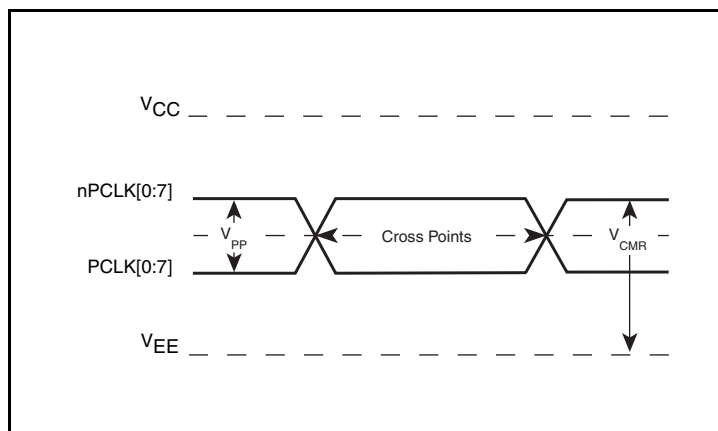 VCC
nPCLK[0:7]
VPP
Cross Points
VCMR
PCLK[0:7]
VEE